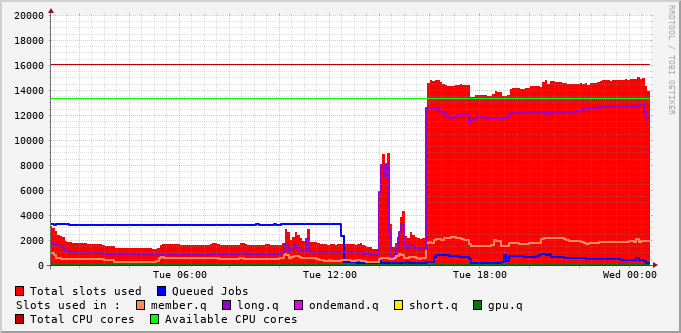 20000
18000
16000
14000
12000
10000
8000
6000
4000
2000
0
Tue 06:00 Tue 12:00 Tue 18:00 Wed 00:00
RRDTOOL / TOBI OETIKER
Total slots used Queued Jobs
Slots used in : member.q long.q ondemand.q short.q gpu.q
Total CPU cores Available CPU cores